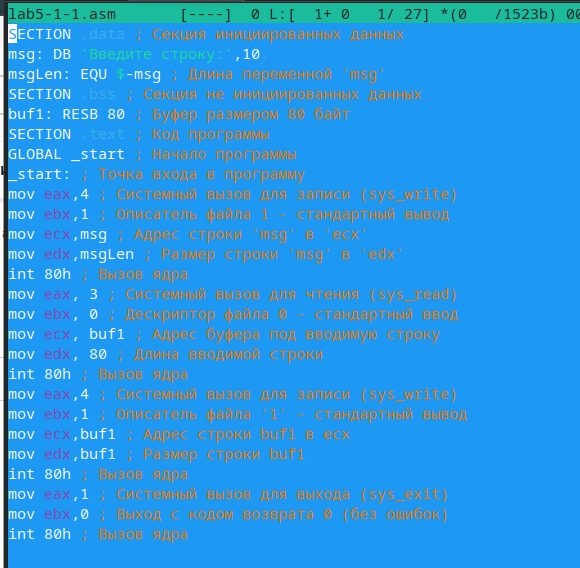 lab5-1-1.asm [----] 0 L:[ 1+ 0 1/ 27] *(0 /1523b) 00
SECTION .data ; Секция инициированных данных
msg: DB 'Введите строку:',10
msgLen: EQU $-msg ; Длина переменной 'msg'
SECTION .bss ; Секция не инициированных данных
buf1: RESB 80 ; Буфер размером 80 байт
SECTION .text ; Код программы
GLOBAL _start ; Начало программы
_start: ; Точка входа в программу
mov eax,4 ; Системный вызов для записи (sys_write)
mov ebx,1 ; Описатель файла 1 - стандартный вывод
mov ecx,msg ; Адрес строки 'msg' в 'ecx'
mov edx,msgLen ; Размер строки 'msg' в 'edx'
int 80h ; Вызов ядра
mov eax, 3 ; Системный вызов для чтения (sys_read)
mov ebx, 0 ; Дескриптор файла 0 - стандартный ввод
mov ecx, buf1 ; Адрес буфера под вводимую строку
mov edx, 80 ; Длина вводимой строки
int 80h ; Вызов ядра
mov eax,4 ; Системный вызов для записи (sys_write)
mov ebx,1 ; Описатель файла '1' - стандартный вывод
mov ecx,buf1 ; Адрес строки buf1 в ecx
mov edx,buf1 ; Размер строки buf1
int 80h ; Вызов ядра
mov eax,1 ; Системный вызов для выхода (sys_exit)
mov ebx,0 ; Выход с кодом возврата 0 (без ошибок)
int 80h ; Вызов ядра